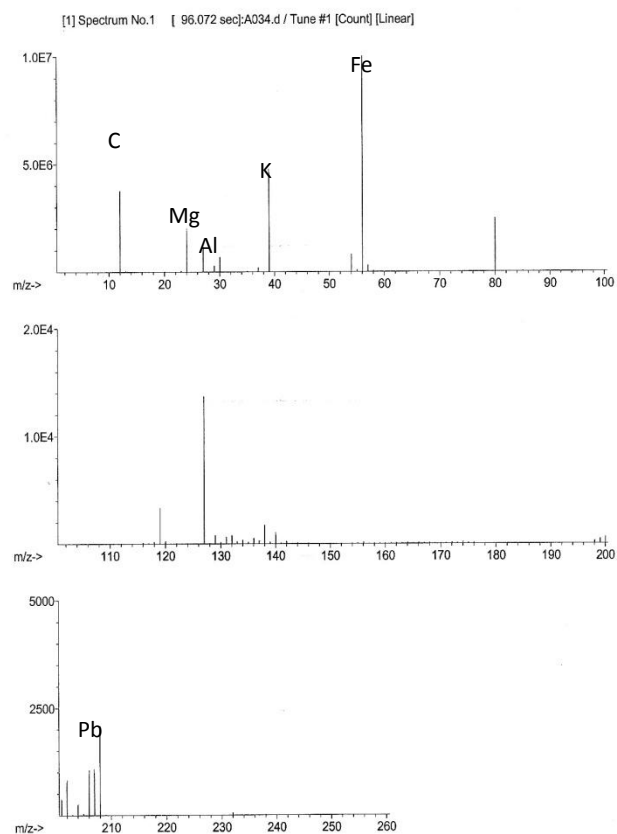 [1] Spectrum No.1 [ 96.072 sec]:A034.d / Tune #1 [Count] [Linear]
1.0E7
Fe
C
5.0E6
K
Mg
Al
m/z-> 10 20 30 40 50 60 70 80 90 100
2.0E4
1.0E4
m/z-> 110 120 130 140 150 160 170 180 190 200
5000
2500
Pb
m/z-> 210 220 230 240 250 260